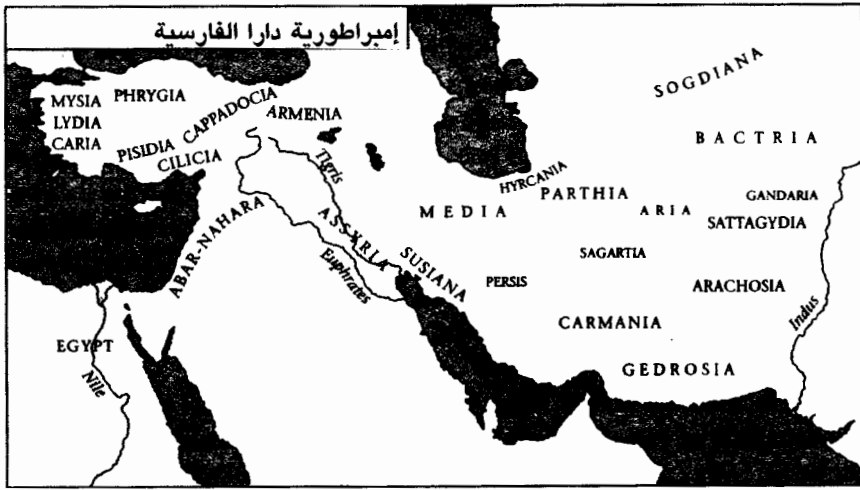 إمبراطورية دارا الفارسية
SOGDIANA
MYSIA
PHRYGIA
LYDIA
CAPPADOCIA
ARMENIA
CARIA
PISIDIA
CILICIA
BACTRIA
Tigris
HYRCANIA
PARTHIA
GANDARIA
MEDIA
ARIA
SATTAGYDIA
ABAR-NAHARA
ASSYRIA
SUSIANA
Euphrates
SAGARTIA
PERSIS
ARACHOSIA
Indus
CARMANIA
EGYPT
GEDROSIA
Nile